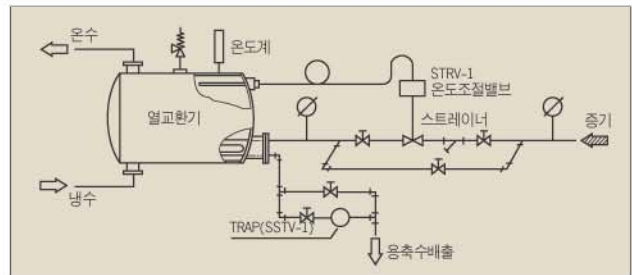 온수
온도계
STRV-1
온도조절밸브
열교환기
스트레이너
증기
냉수
TRAP(SSTV-1)
응축수배출